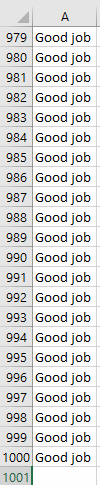 A
979 Good job
980 Good job
981 Good job
982 Good job
983 Good job
984 Good job
985 Good job
986 Good job
987 Good job
988 Good job
989 Good job
990 Good job
991 Good job
992 Good job
993 Good job
994 Good job
995 Good job
996 Good job
997 Good job
998 Good job
999 Good job
1000 Good job
1001